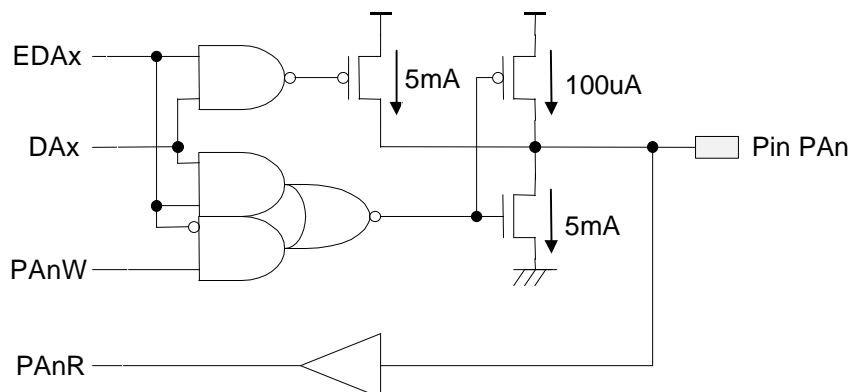 EDAx
5mA
100uA
DAx
Pin PAn
5mA
PAnW
PAnR